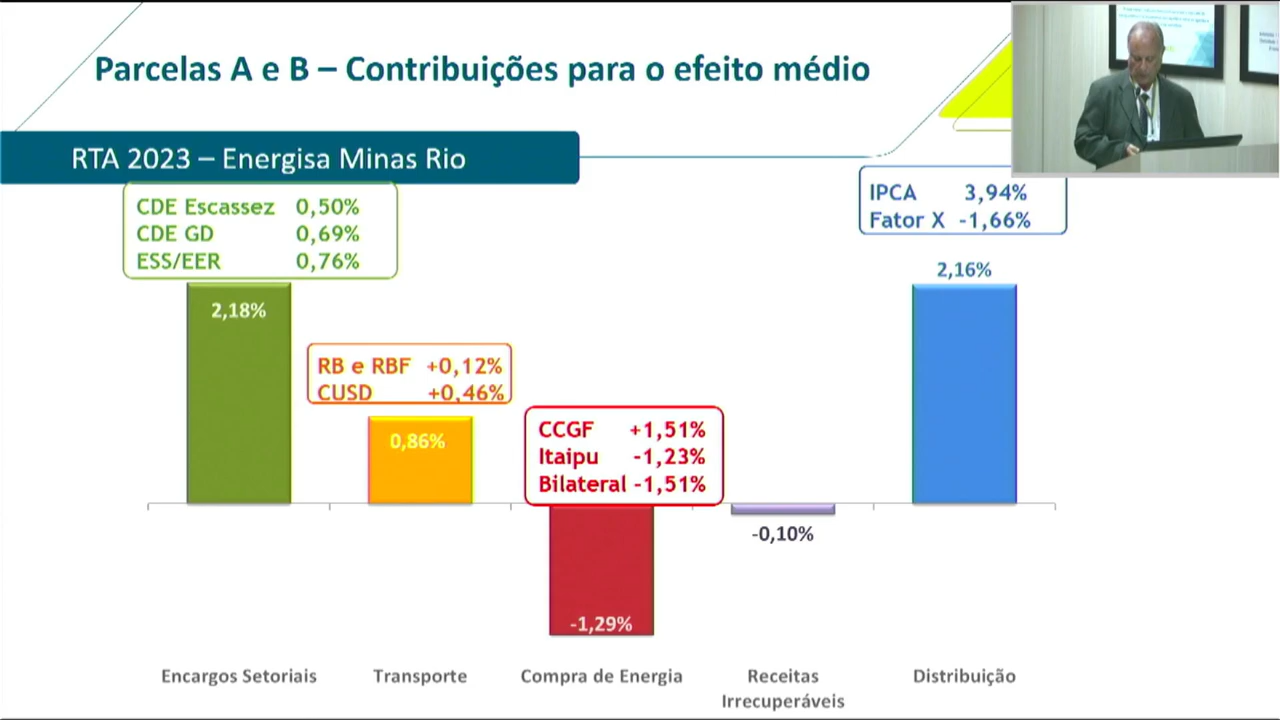 Parcelas A e B – Contribuições para o efeito médio
RTA 2023 – Energisa Minas Rio
CDE Escassez 0,50%
CDE GD 0,69%
ESS/EER 0,76%
2,18%
RB e RBF +0,12%
CUSD +0,46%
0,86%
CCGF +1,51%
Itaipu -1,23%
Bilateral -1,51%
-1,29%
-0,10%
IPCA 3,94%
Fator X -1,66%
2,16%
Encargos Setoriais
Transporte
Compra de Energia
Receitas
Irrecuperáveis
Distribuição